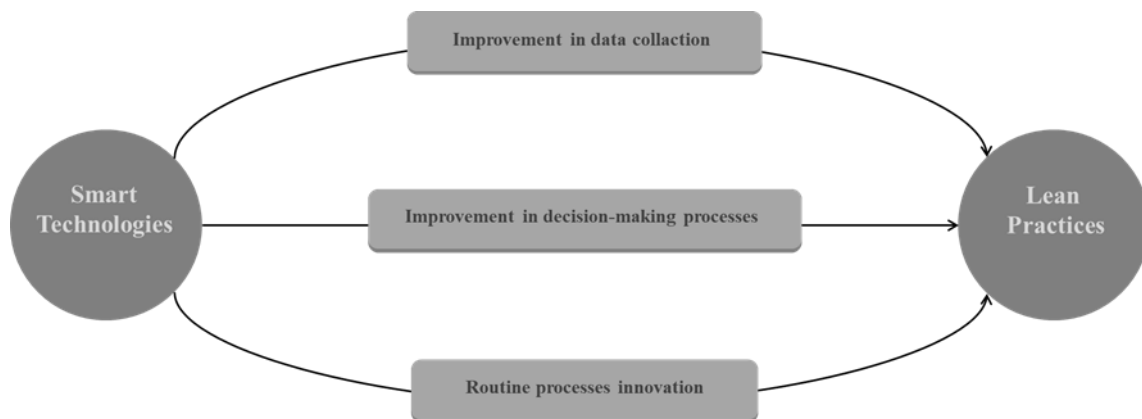 Improvement in data collaction
Smart
Technologies
Improvement in decision-making processes
Lean
Practices
Routine processes innovation